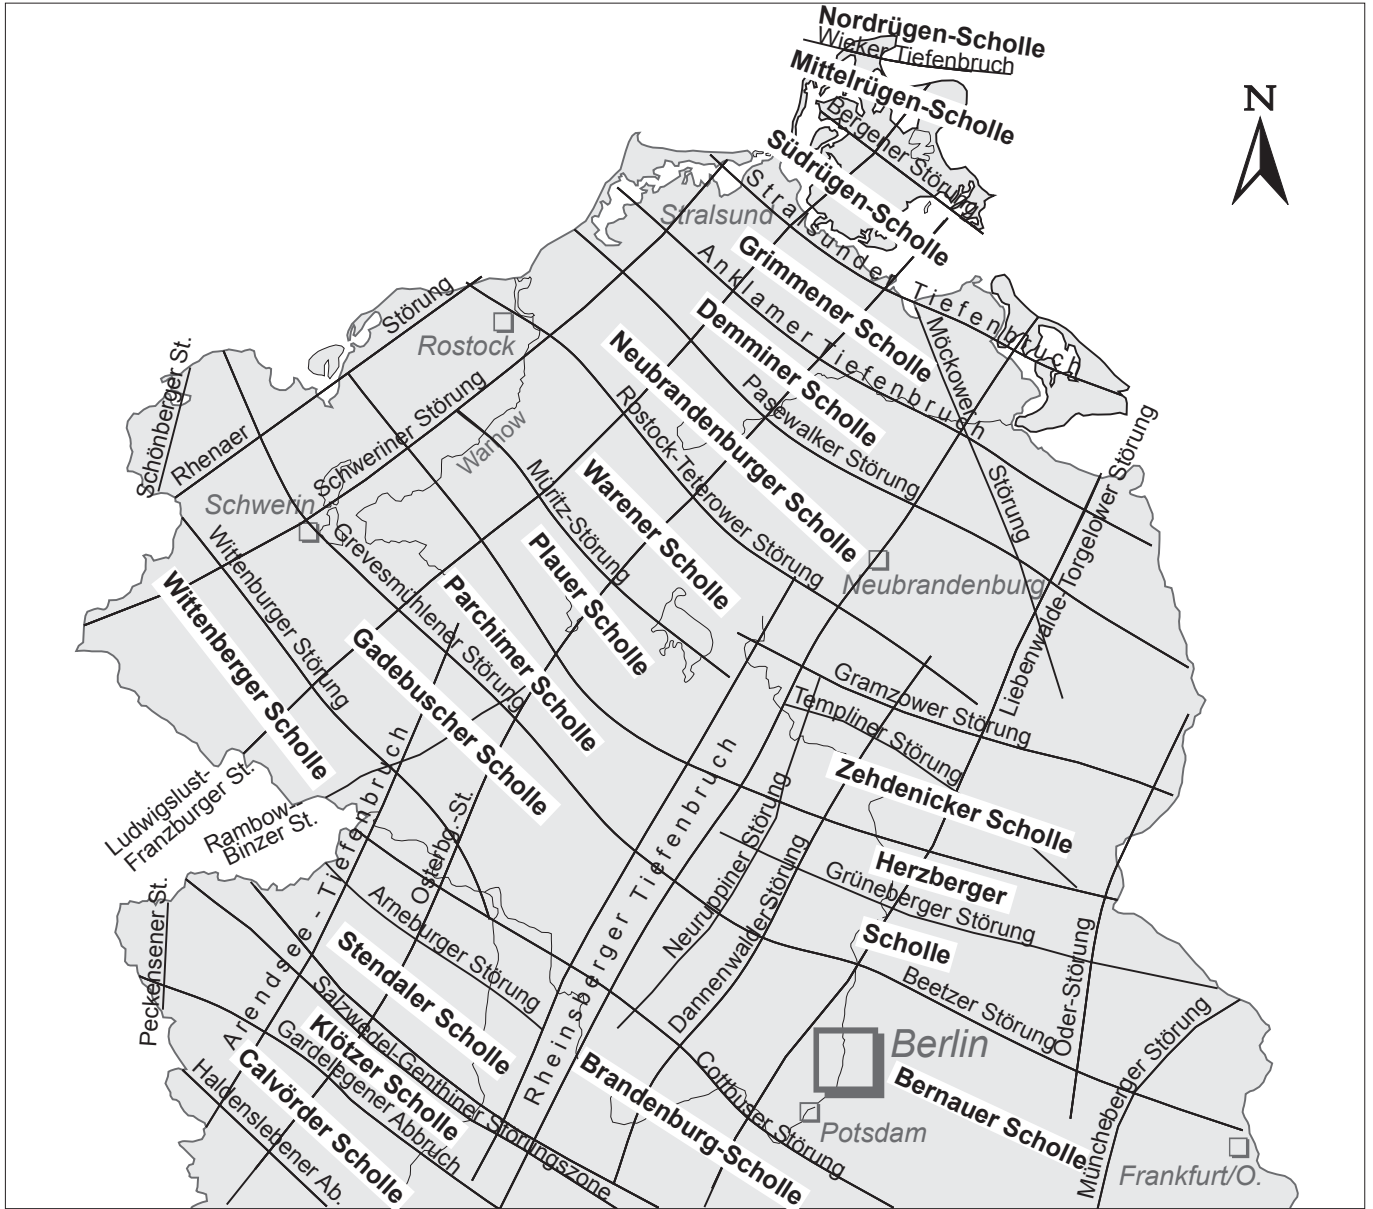 Nordrügen-Scholle
Wieker Tiefenbruch
Mittelrügen-Scholle
N
Bergener Störung
Südrügen-Scholle
Stralsunder Tiefenbruch
Stralsund
Anklamer Tiefenbruch
Grimmener Scholle
Demminer Scholle
Möckower
Störung
Störung
Rostock
Neubrandenburger Scholle
Pasewalker Störung
Schönberger St.
Rhenaer
Schweriner Störung
Warnow
Rostock-Teterower Störung
Liebenwalde-Torgelower Störung
Schwerin
Müritz-Störung
Warener Scholle
Wittenburger Störung
Grevesmühlener Störung
Plauer Scholle
Neubrandenburg
Wittenberger Scholle
Parchimer Scholle
Gadebuscher Scholle
Gramzower Störung
Templiner Störung
Ludwigslust-
Franzburger St.
Rambow-
Binzer St.
Zehdenicker Scholle
Arendsee-Tiefenbruch
Osterbg.-St.
Rheinsberger Tiefenbruch
Neuruppiner Störung
Dannenwalder Störung
Herzberger
Scholle
Grüneberger Störung
Peckensener St.
Arneburger Störung
Stendaler Scholle
Beetzer Störung
Oder-Störung
Salzwedel-Genthiner Störungszone
Klötzer Scholle
Gardelegener Abbruch
Calvörder Scholle
Haldenslebener Ab.
Brandenburg-Scholle
Cottbuser Störung
Berlin
Bernauer Scholle
Potsdam
Müncheberger Störung
Frankfurt/O.